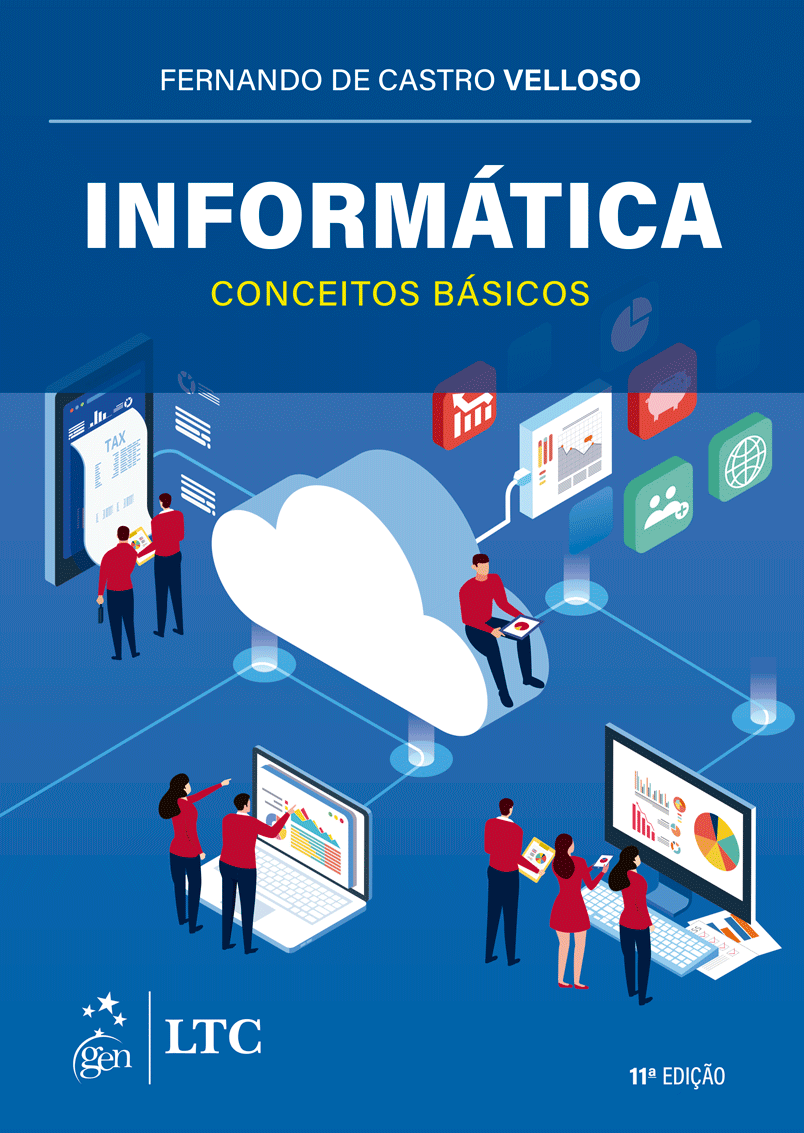 FERNANDO DE CASTRO VELLOSO
INFORMÁTICA
CONCEITOS BÁSICOS
TAX
gen
LTC
11ª EDIÇÃO